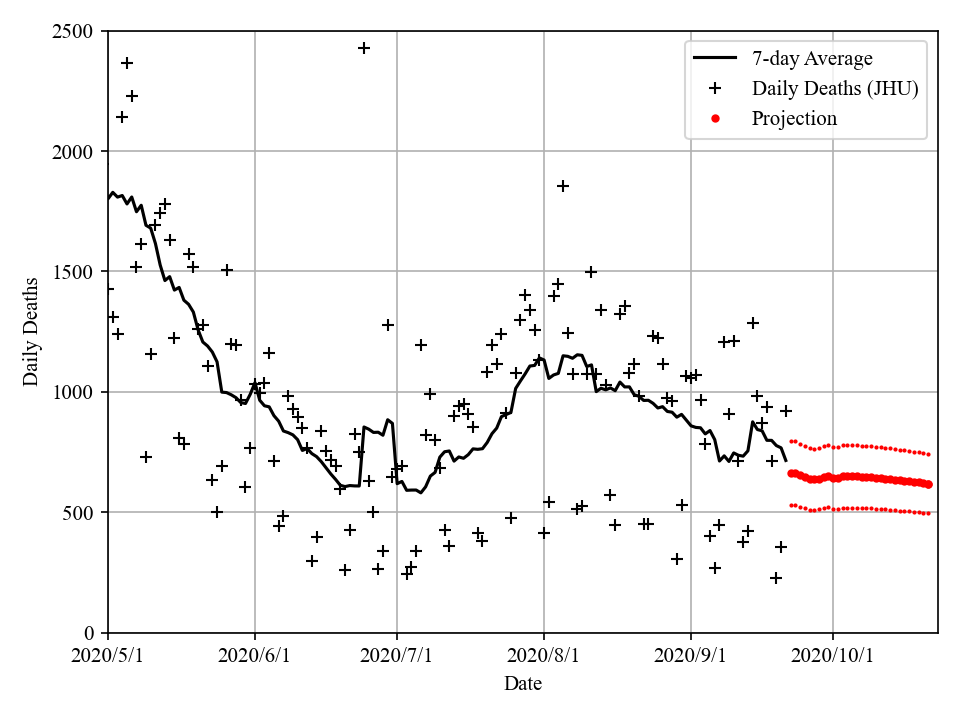 2500
2000
1500
1000
500
0
Daily Deaths
7-day Average
Daily Deaths (JHU)
Projection
2020/5/1 2020/6/1 2020/7/1 2020/8/1 2020/9/1 2020/10/1
Date